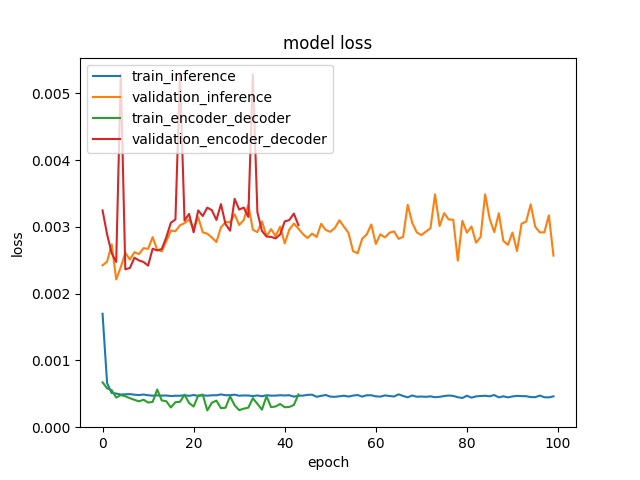 model loss
train_inference
validation_inference
train_encoder_decoder
validation_encoder_decoder
0.005
0.004
0.003
0.002
0.001
0.000
loss
0 20 40 60 80 100
epoch